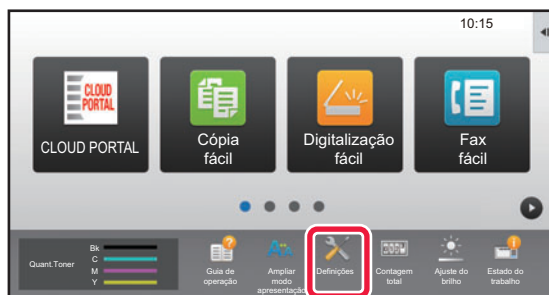 10:15
CLOUD
PORTAL
CLOUD PORTAL
Cópia
fácil
Digitalização
fácil
Fax
fácil
Quant.Toner
Bk
C
M
Y
Guia de
operação
Ampliar
modo
apresentação
Definições
Contagem
total
Ajuste do
brilho
Estado do
trabalho